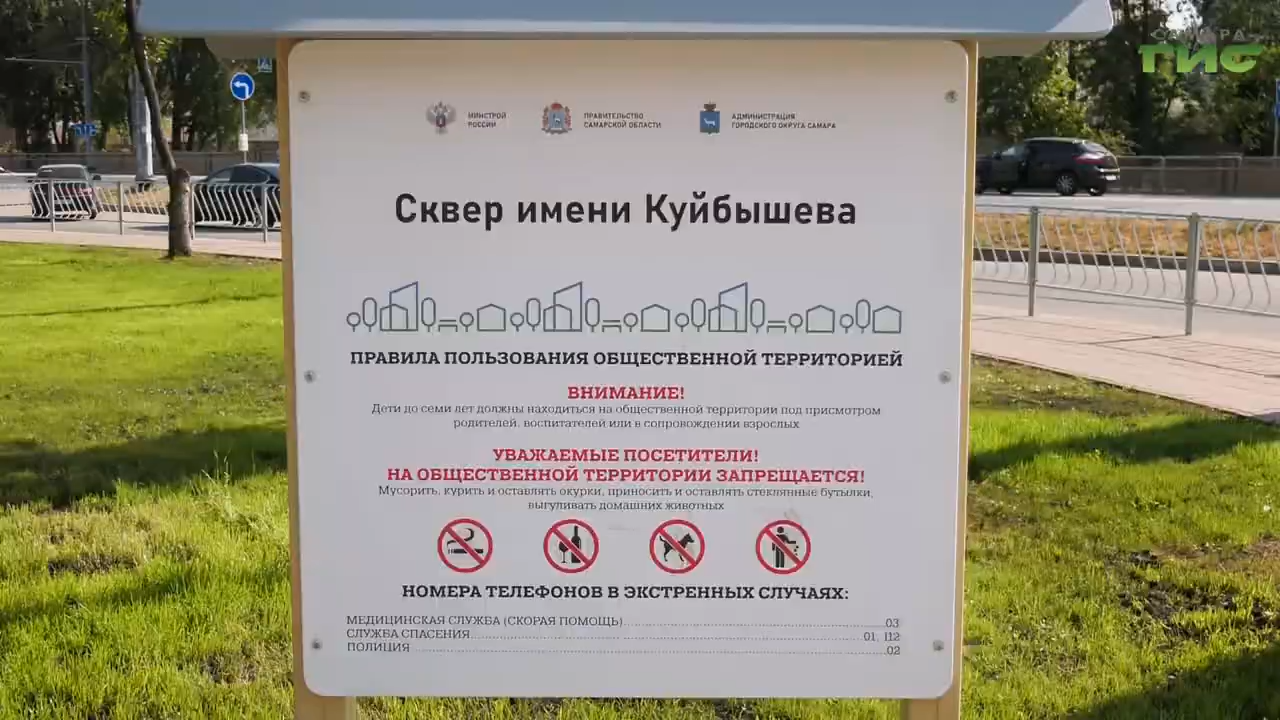 САМАРА
ГИС
МИНСТРОЙ
РОССИИ
ПРАВИТЕЛЬСТВО
САМАРСКОЙ ОБЛАСТИ
АДМИНИСТРАЦИЯ
ГОРОДСКОГО ОКРУГА САМАРА
Сквер имени Куйбышева
ПРАВИЛА ПОЛЬЗОВАНИЯ ОБЩЕСТВЕННОЙ ТЕРРИТОРИЕЙ
ВНИМАНИЕ!
Дети до семи лет должны находиться на общественной территории под присмотром
родителей, воспитателей или в сопровождении взрослых
УВАЖАЕМЫЕ ПОСЕТИТЕЛИ!
НА ОБЩЕСТВЕННОЙ ТЕРРИТОРИИ ЗАПРЕЩАЕТСЯ!
Мусорить, курить и оставлять окурки, приносить и оставлять стеклянные бутылки,
выгуливать домашних животных
НОМЕРА ТЕЛЕФОНОВ В ЭКСТРЕННЫХ СЛУЧАЯХ:
МЕДИЦИНСКАЯ СЛУЖБА (СКОРАЯ ПОМОЩЬ)....................03
СЛУЖБА СПАСЕНИЯ....................01, 112
ПОЛИЦИЯ....................02